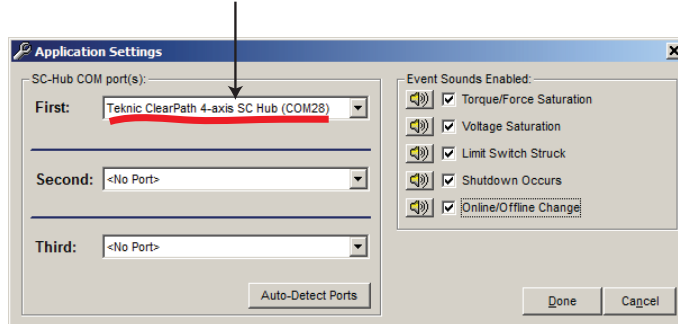 Application Settings
SC-Hub COM port(s):
First: Teknic ClearPath 4-axis SC Hub (COM28)
Second: <No Port>
Third: <No Port>
Auto-Detect Ports
Event Sounds Enabled:
Torque/Force Saturation
Voltage Saturation
Limit Switch Struck
Shutdown Occurs
Online/Offline Change
Done Cancel